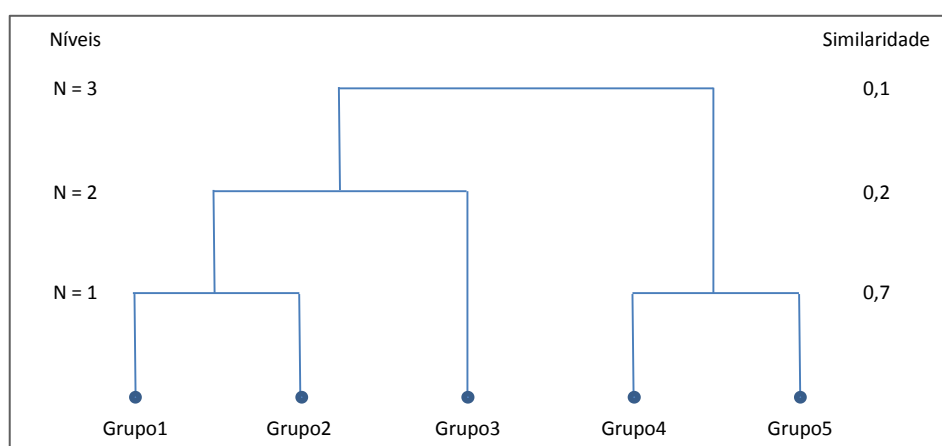 Níveis Similaridade
N = 3 0,1
N = 2 0,2
N = 1 0,7
Grupo1 Grupo2 Grupo3 Grupo4 Grupo5